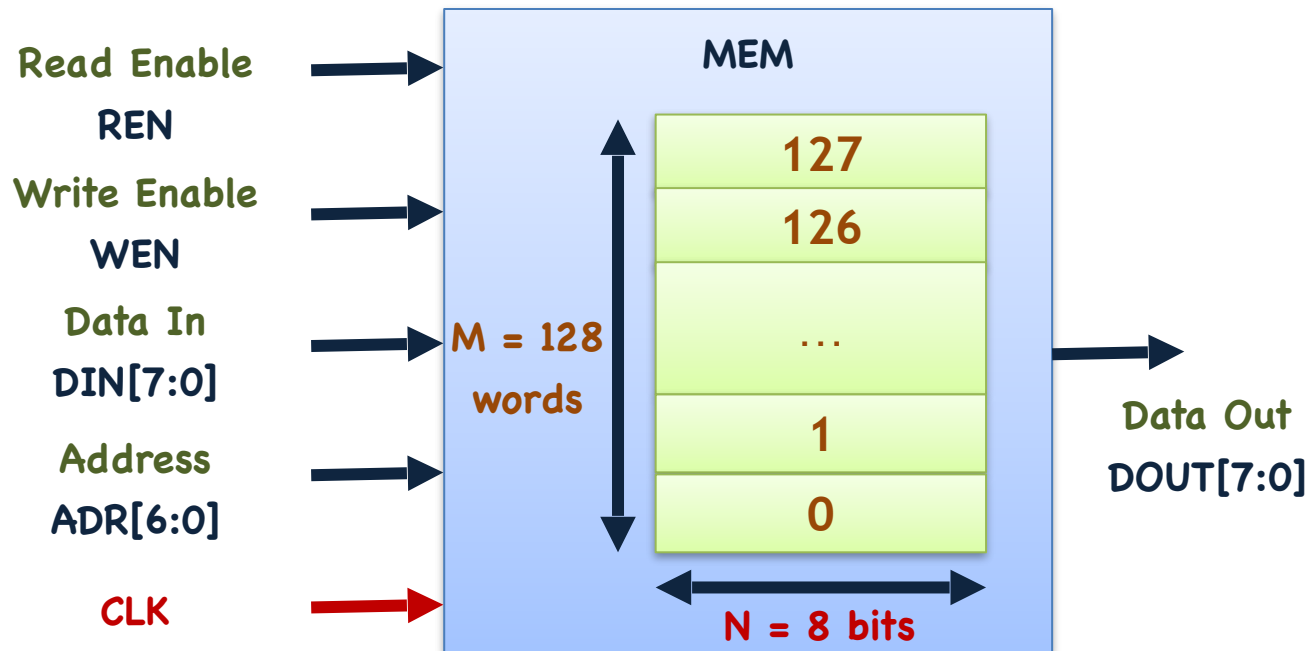 Read Enable
REN
Write Enable
WEN
Data In
DIN[7:0]
Address
ADR[6:0]
CLK
MEM
127
126
...
1
0
M = 128
words
N = 8 bits
Data Out
DOUT[7:0]